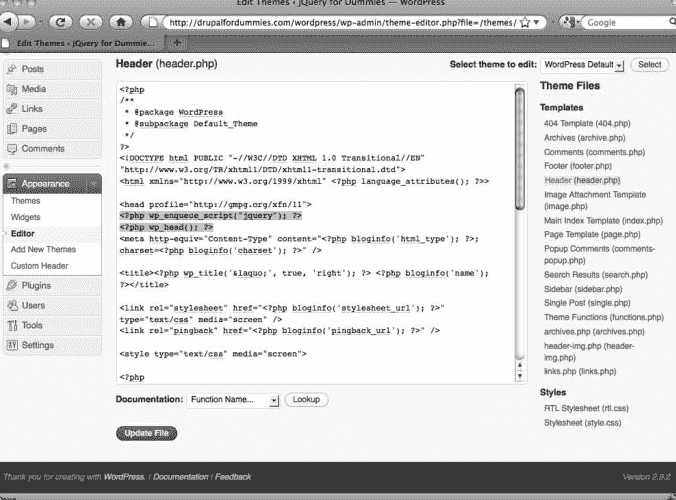 Edit Themes ‹ jQuery for Dummies — WordPress
http://drupalfordummies.com/wordpress/wp-admin/theme-editor.php?file=/themes/
Google
Edit Themes ‹ jQuery for Dummie...
Posts
Media
Links
Pages
Comments
Appearance
Themes
Widgets
Editor
Add New Themes
Custom Header
Plugins
Users
Tools
Settings
Header (header.php)
Select theme to edit: WordPress Default Select
<?php
/**
 * @package WordPress
 * @subpackage Default_Theme
 */
?>
<!DOCTYPE html PUBLIC "-//W3C//DTD XHTML 1.0 Transitional//EN"
"http://www.w3.org/TR/xhtml1/DTD/xhtml1-transitional.dtd">
<html xmlns="http://www.w3.org/1999/xhtml" <?php language_attributes(); ?>>
<head profile="http://gmpg.org/xfn/11">
<?php wp_enqueue_script("jquery"); ?>
<?php wp_head(); ?>
<meta http-equiv="Content-Type" content="<?php bloginfo('html_type'); ?>;
charset=<?php bloginfo('charset'); ?>" />
<title><?php wp_title('&laquo;', true, 'right'); ?> <?php bloginfo('name');
?></title>
<link rel="stylesheet" href="<?php bloginfo('stylesheet_url'); ?>"
type="text/css" media="screen" />
<link rel="pingback" href="<?php bloginfo('pingback_url'); ?>" />
<style type="text/css" media="screen">
<?php
Documentation: Function Name... Lookup
Update File
Theme Files
Templates
404 Template (404.php)
Archives (archive.php)
Comments (comments.php)
Footer (footer.php)
Header (header.php)
Image Attachment Template
(image.php)
Main Index Template (index.php)
Page Template (page.php)
Popup Comments (comments-
popup.php)
Search Results (search.php)
Sidebar (sidebar.php)
Single Post (single.php)
Theme Functions (functions.php)
archives.php (archives.php)
header-img.php (header-
img.php)
links.php (links.php)
Styles
RTL Stylesheet (rtl.css)
Stylesheet (style.css)
Thank you for creating with WordPress. | Documentation | Feedback
Version 2.9.2